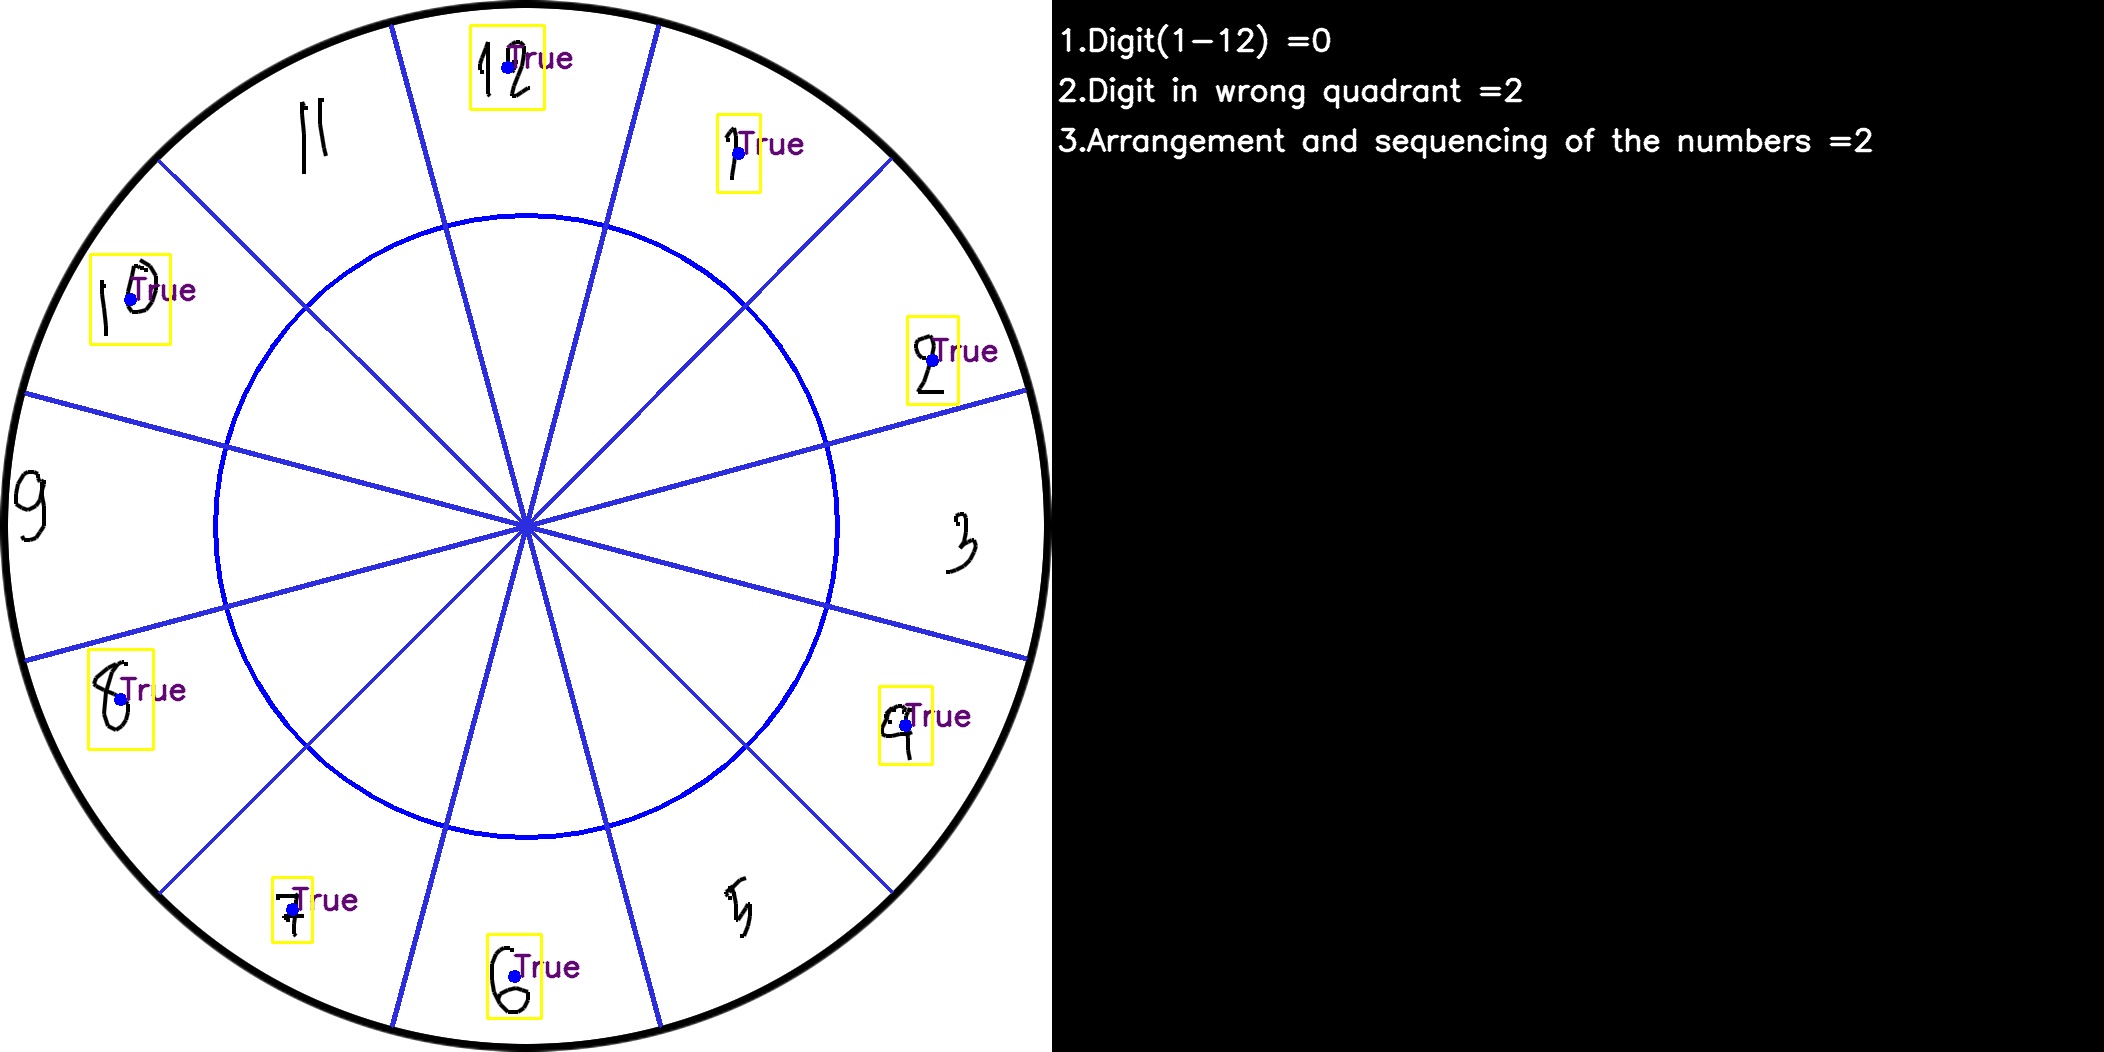 12 True
11
1 True
10 True
2 True
9
3
8 True
4 True
5
7 True
6 True
1.Digit(1-12) =0
2.Digit in wrong quadrant =2
3.Arrangement and sequencing of the numbers =2